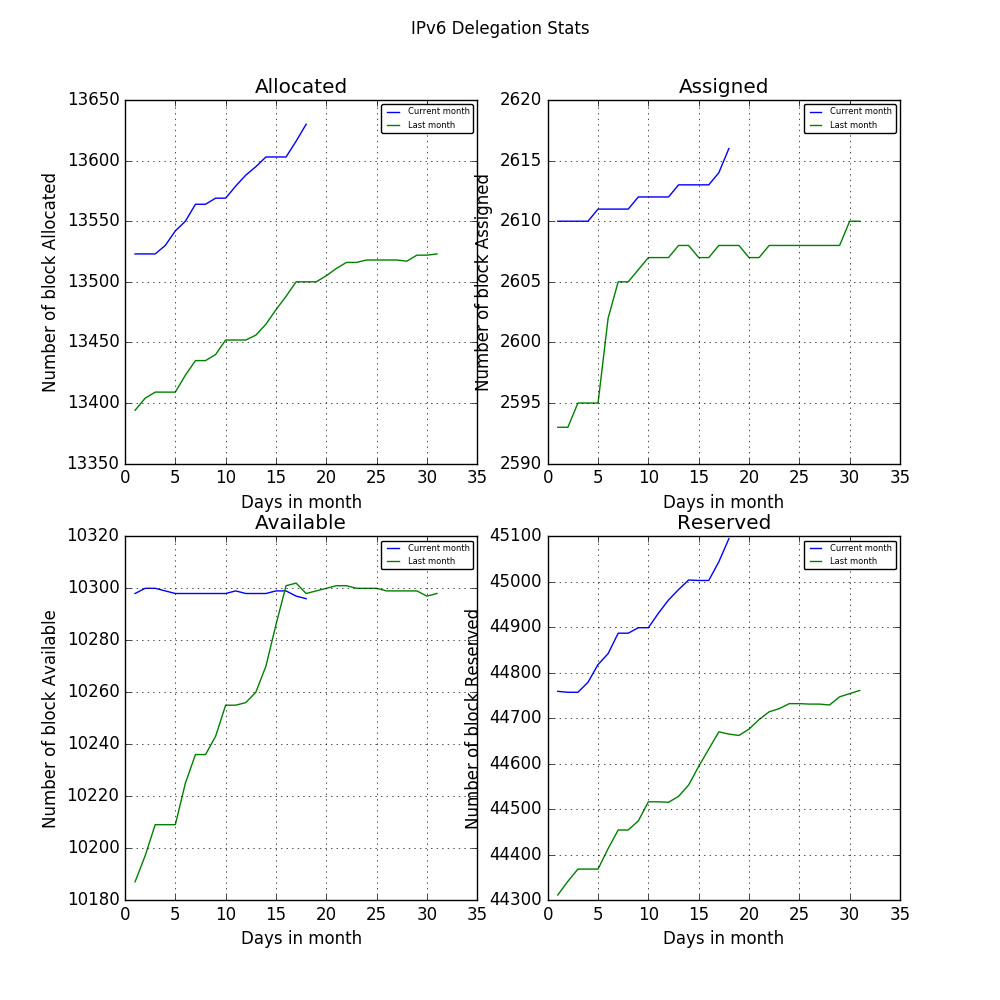 IPv6 Delegation Stats
Allocated
Number of block Allocated
13650
13600
13550
13500
13450
13400
13350
Current month
Last month
0 5 10 15 20 25 30 35
Days in month
Assigned
Number of block Assigned
2620
2615
2610
2605
2600
2595
2590
Current month
Last month
0 5 10 15 20 25 30 35
Days in month
Available
Number of block Available
10320
10300
10280
10260
10240
10220
10200
10180
Current month
Last month
0 5 10 15 20 25 30 35
Days in month
Reserved
Number of block Reserved
45100
45000
44900
44800
44700
44600
44500
44400
44300
Current month
Last month
0 5 10 15 20 25 30 35
Days in month